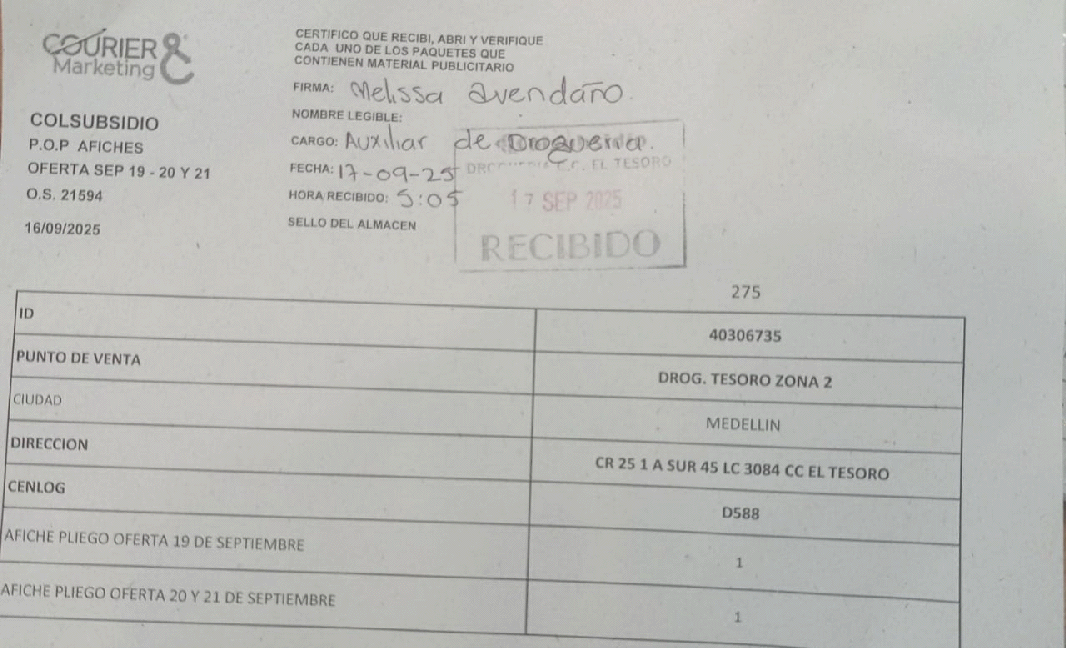 COURIER &
Marketing
COLSUBSIDIO
P.O.P AFICHES
OFERTA SEP 19 - 20 Y 21
O.S. 21594
16/09/2025
CERTIFICO QUE RECIBI, ABRI Y VERIFIQUE
CADA UNO DE LOS PAQUETES QUE
CONTIENEN MATERIAL PUBLICITARIO
FIRMA: Melissa Avendaño
NOMBRE LEGIBLE:
CARGO: Auxiliar de Drogueria.
FECHA: 17-09-25
HORA RECIBIDO: 5:05
SELLO DEL ALMACEN
EL TESORO
17 SEP 2025
RECIBIDO
275
ID 40306735
PUNTO DE VENTA DROG. TESORO ZONA 2
CIUDAD MEDELLIN
DIRECCION CR 25 1 A SUR 45 LC 3084 CC EL TESORO
CENLOG D588
AFICHE PLIEGO OFERTA 19 DE SEPTIEMBRE 1
AFICHE PLIEGO OFERTA 20 Y 21 DE SEPTIEMBRE 1